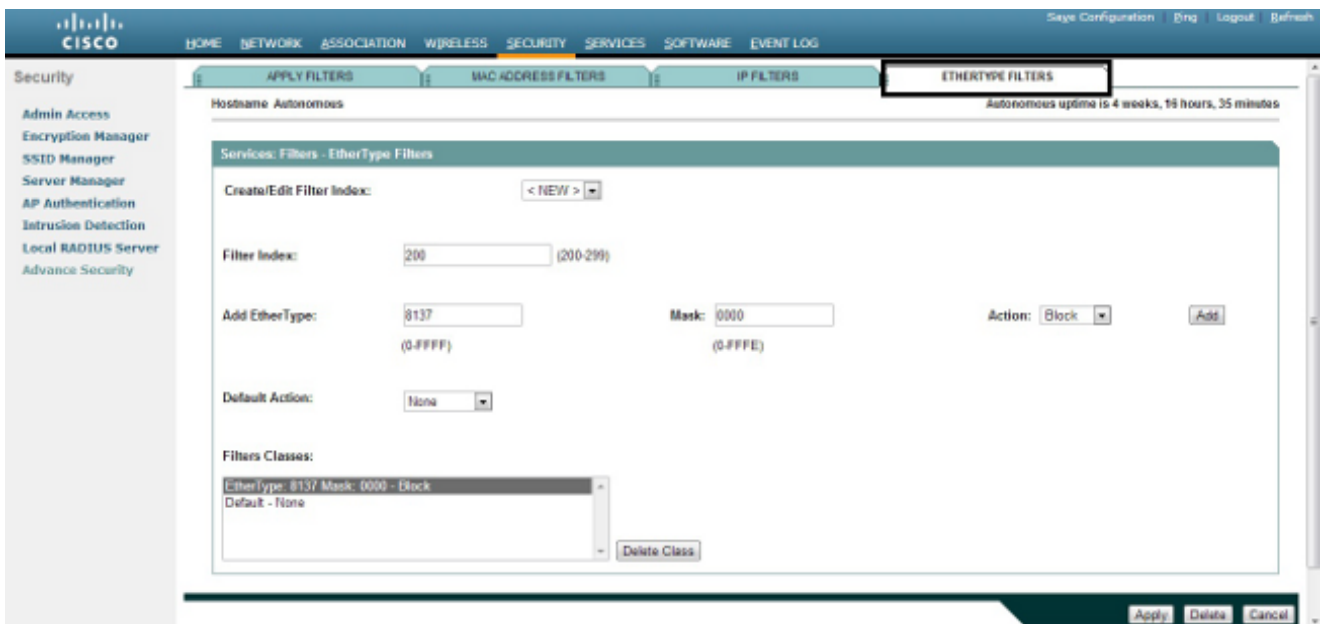 Save Configuration Ping Logout Refresh
CISCO
HOME NETWORK ASSOCIATION WIRELESS SECURITY SERVICES SOFTWARE EVENT LOG
Security
Admin Access
Encryption Manager
SSID Manager
Server Manager
AP Authentication
Intrusion Detection
Local RADIUS Server
Advance Security
APPLY FILTERS MAC ADDRESS FILTERS IP FILTERS ETHERTYPE FILTERS
Hostname Autonomous Autonomous uptime is 4 weeks, 16 hours, 35 minutes
Services: Filters - EtherType Filters
Create/Edit Filter Index: < NEW >
Filter Index: 200 (200-299)
Add EtherType: 8137 Mask: 0000 Action: Block Add
(0-FFFF) (0-FFFE)
Default Action: None
Filters Classes:
EtherType: 8137 Mask: 0000 - Block
Default - None
Delete Class
Apply Delete Cancel